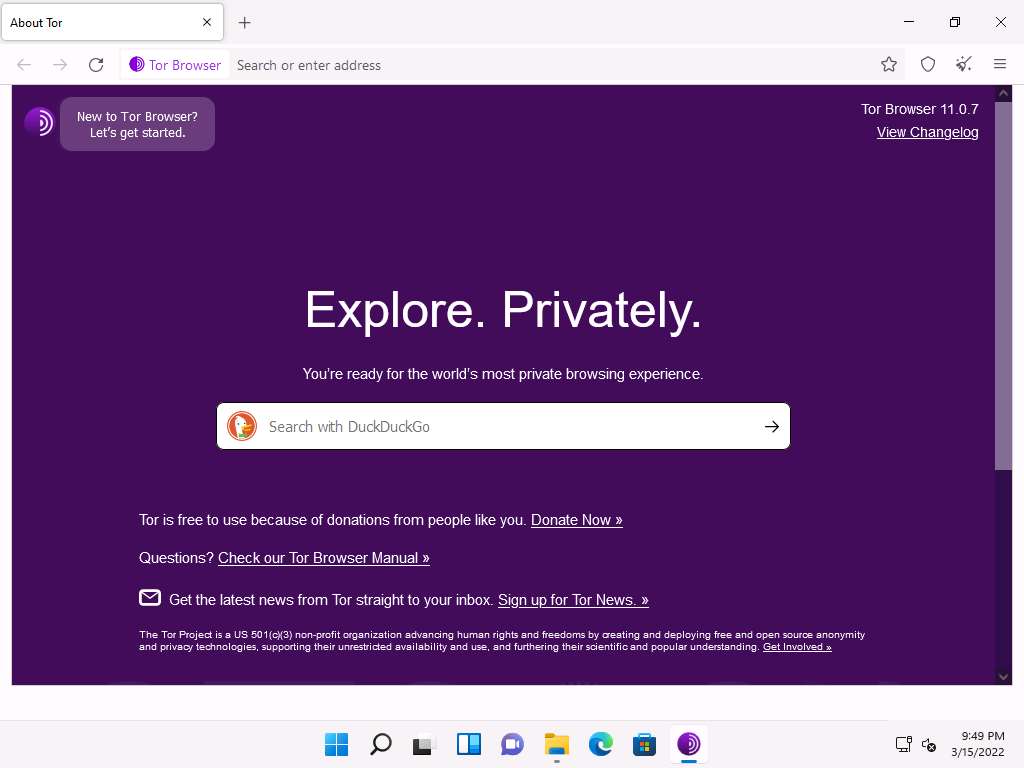 About Tor
Tor Browser
Search or enter address
New to Tor Browser?
Let's get started.
Tor Browser 11.0.7
View Changelog
Explore. Privately.
You're ready for the world's most private browsing experience.
Search with DuckDuckGo
Tor is free to use because of donations from people like you. Donate Now »
Questions? Check our Tor Browser Manual »
Get the latest news from Tor straight to your inbox. Sign up for Tor News. »
The Tor Project is a US 501(c)(3) non-profit organization advancing human rights and freedoms by creating and deploying free and open source anonymity
and privacy technologies, supporting their unrestricted availability and use, and furthering their scientific and popular understanding. Get Involved »
9:49 PM
3/15/2022